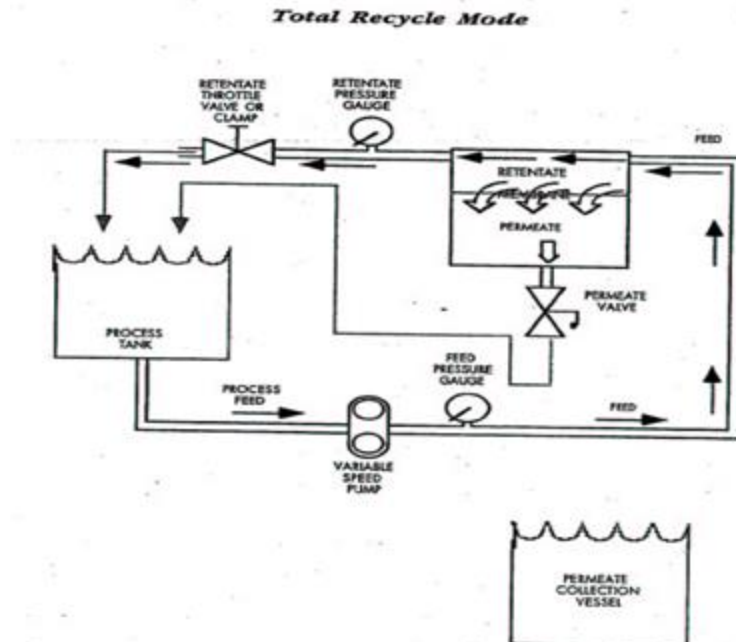 Total Recycle Mode
RETENTATE
THROTTLE
VALVE OR
CLAMP
RETENTATE
PRESSURE
GAUGE
FEED
RETENTATE
PERMEATE
PERMEATE
VALVE
PROCESS
TANK
FEED
PRESSURE
GAUGE
PROCESS
FEED
FEED
VARIABLE
SPEED
PUMP
PERMEATE
COLLECTION
VESSEL